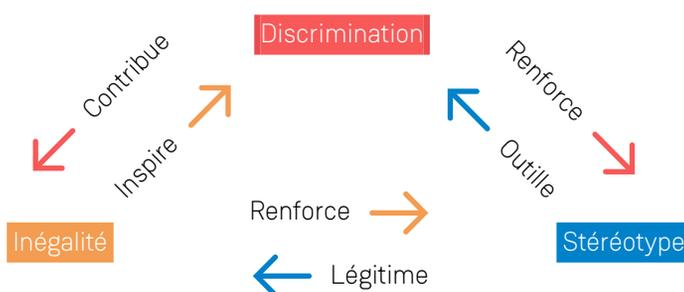 Discrimination
Contribue
Renforce
Inspire
Outille
Renforce
Inégalité
Stéréotype
Légitime